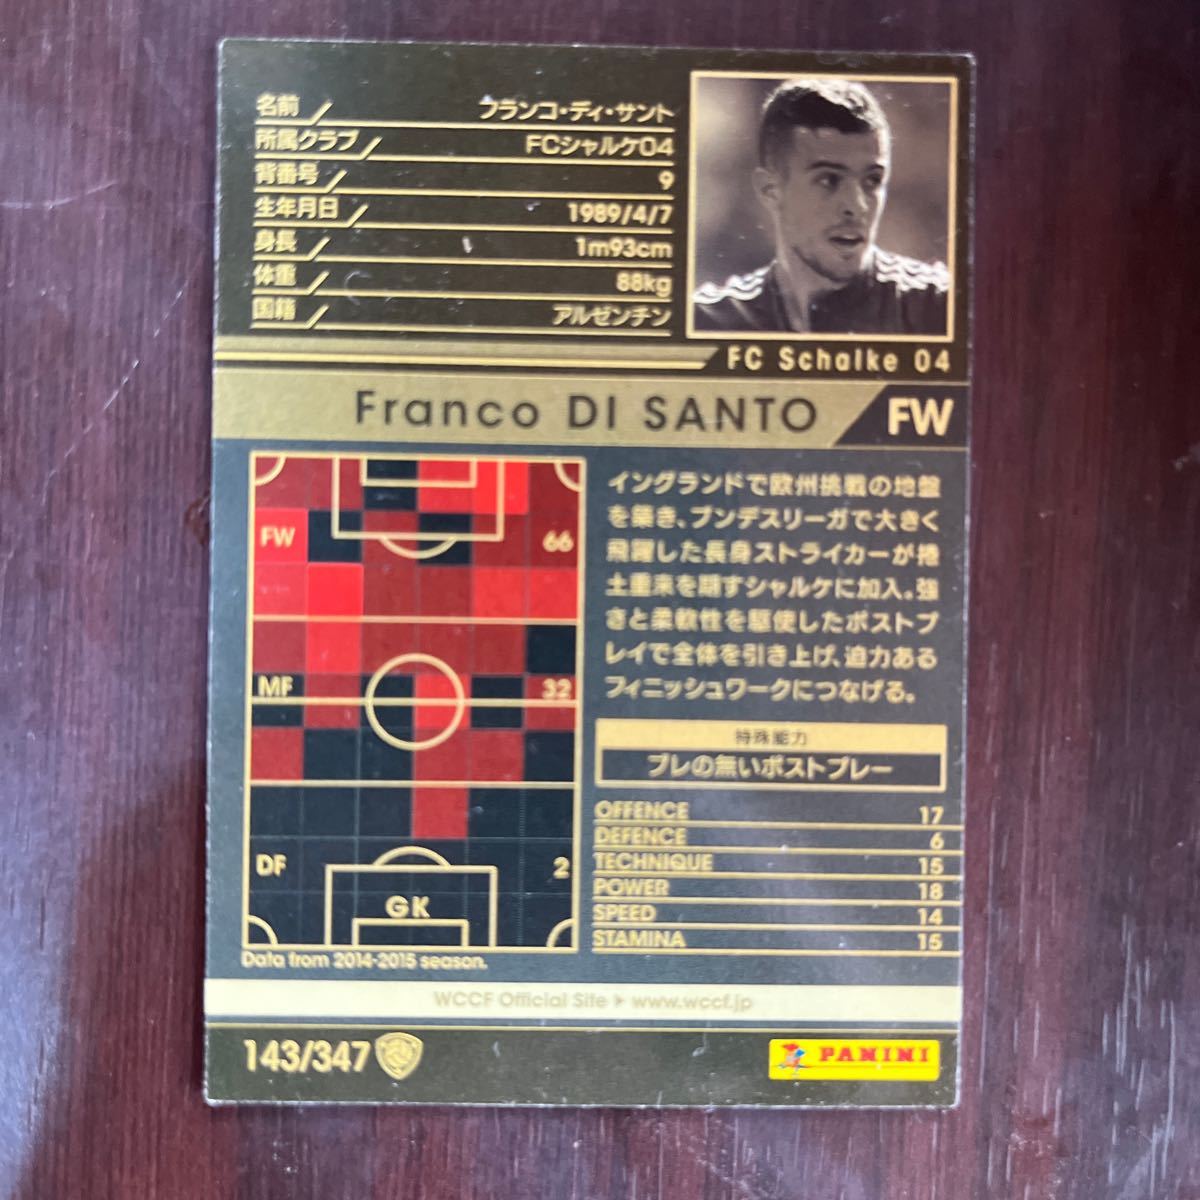 名前 フランコ・ディ・サント
所属クラブ FCシャルケ04
背番号 9
生年月日 1989/4/7
身長 1m93cm
体重 88kg
国籍 アルゼンチン
FC Schalke 04
Franco DI SANTO FW
FW 66
MF 32
DF 2
GK
Data from 2014-2015 season.
イングランドで欧州挑戦の地盤
を築き、ブンデスリーガで大きく
飛躍した長身ストライカーが捲
土重来を期すシャルケに加入。強
さと柔軟性を駆使したポストプ
レイで全体を引き上げ、迫力ある
フィニッシュワークにつなげる。
特殊能力
ブレの無いポストプレー
OFFENCE 17
DEFENCE 6
TECHNIQUE 15
POWER 18
SPEED 14
STAMINA 15
WCCF Official Site ▶ www.wccf.jp
143/347
PANINI